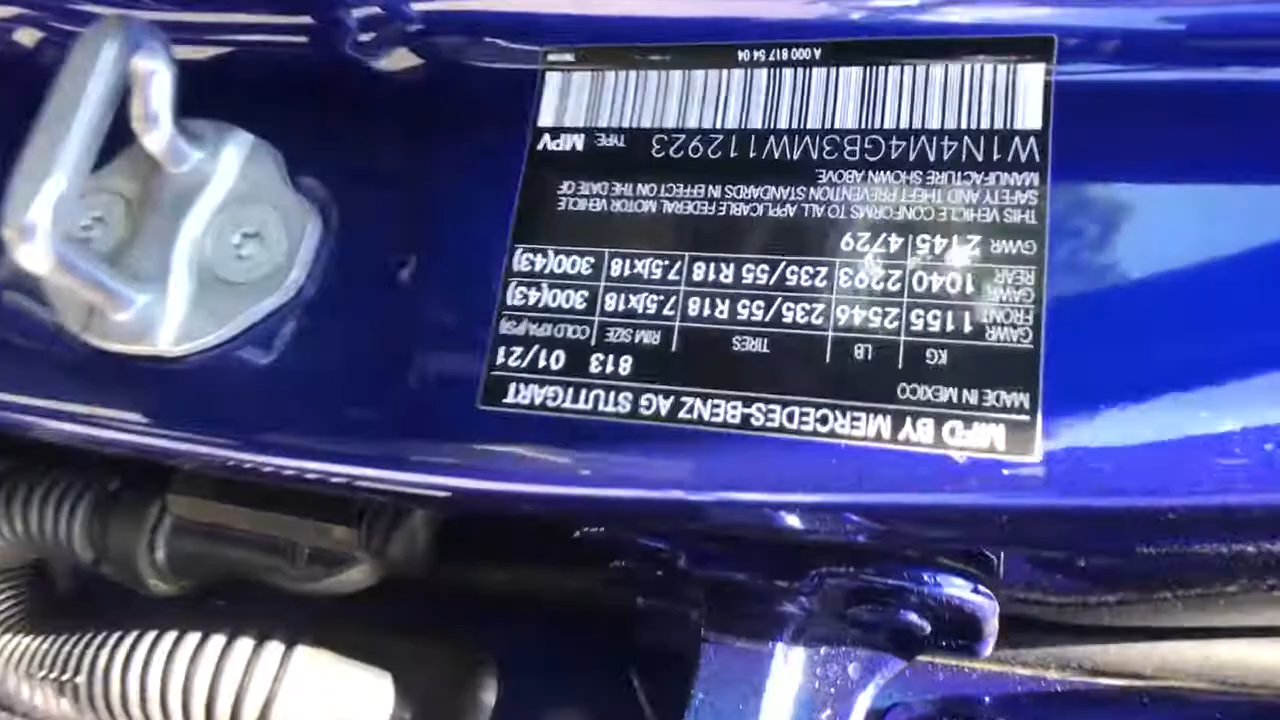 MFD BY MERCEDES-BENZ AG STUTTGART
MADE IN MEXICO 813 01/21
KG LB TIRES RIM SIZE COLD KPA(PSI)
GAWR FRONT 1155 2546 235/55 R18 7.5Jx18 300(43)
GAWR REAR 1040 2293 235/55 R18 7.5Jx18 300(43)
GWR 2145 4729
THIS VEHICLE CONFORMS TO ALL APPLICABLE FEDERAL MOTOR VEHICLE
SAFETY AND THEFT PREVENTION STANDARDS IN EFFECT ON THE DATE OF
MANUFACTURE SHOWN ABOVE
W1N4M4GB3MW112923 TYPE: MPV
A 000 817 54 04